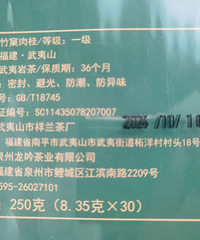 竹窠肉桂/等级：一级
福建·武夷山
武夷岩茶/保质期：36个月
：密封、避光、防潮、防异味
号：GB/T18745
证编号：SC11435078207007
武夷山市祥兰茶厂
2024 /10/ 1
福建省南平市武夷山市武夷街道柘洋村村头18号
泉州龙吟茶业有限公司
福建省泉州市鲤城区江滨南路2209号
595-26027101
：250克（8.35克×30）